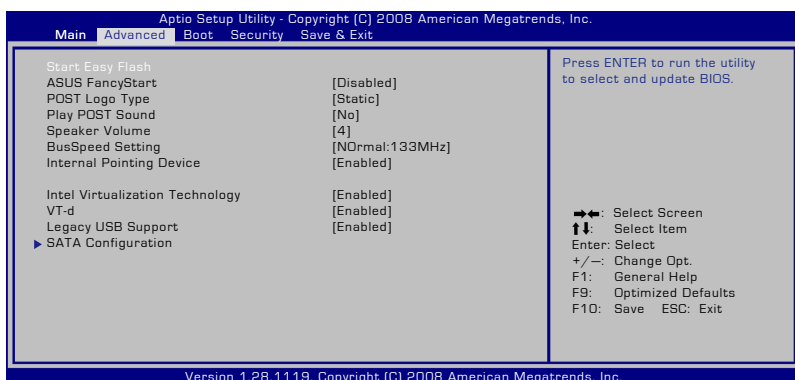 Aptio Setup Utility - Copyright (C) 2008 American Megatrends, Inc.
Main Advanced Boot Security Save & Exit
Start Easy Flash
ASUS FancyStart [Disabled]
POST Logo Type [Static]
Play POST Sound [No]
Speaker Volume [4]
BusSpeed Setting [NOrmal:133MHz]
Internal Pointing Device [Enabled]
Intel Virtualization Technology [Enabled]
VT-d [Enabled]
Legacy USB Support [Enabled]
SATA Configuration
Press ENTER to run the utility
to select and update BIOS.
→←: Select Screen
↑↓: Select Item
Enter: Select
+/—: Change Opt.
F1: General Help
F9: Optimized Defaults
F10: Save ESC: Exit
Version 1.28.1119. Copyright (C) 2008 American Megatrends, Inc.